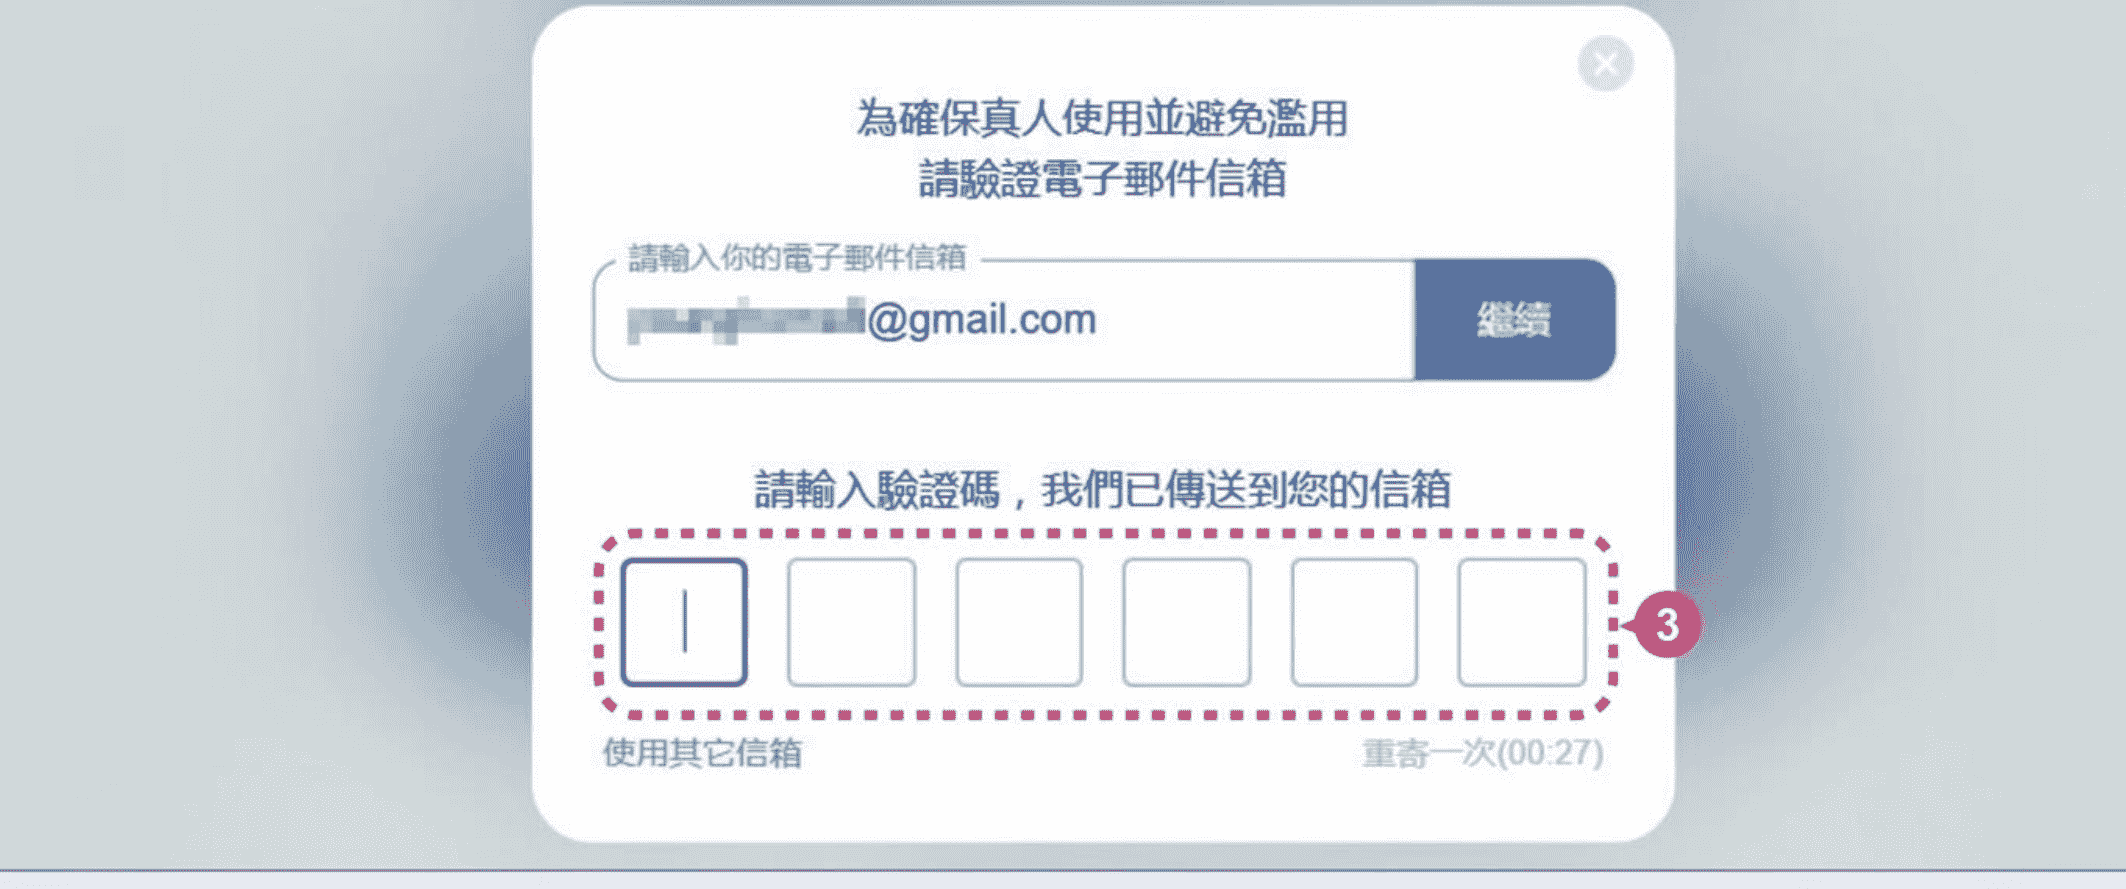 為確保真人使用並避免濫用
請驗證電子郵件信箱
請輸入你的電子郵件信箱
@gmail.com
繼續
請輸入驗證碼，我們已傳送到您的信箱
3
使用其它信箱
重寄一次(00:27)